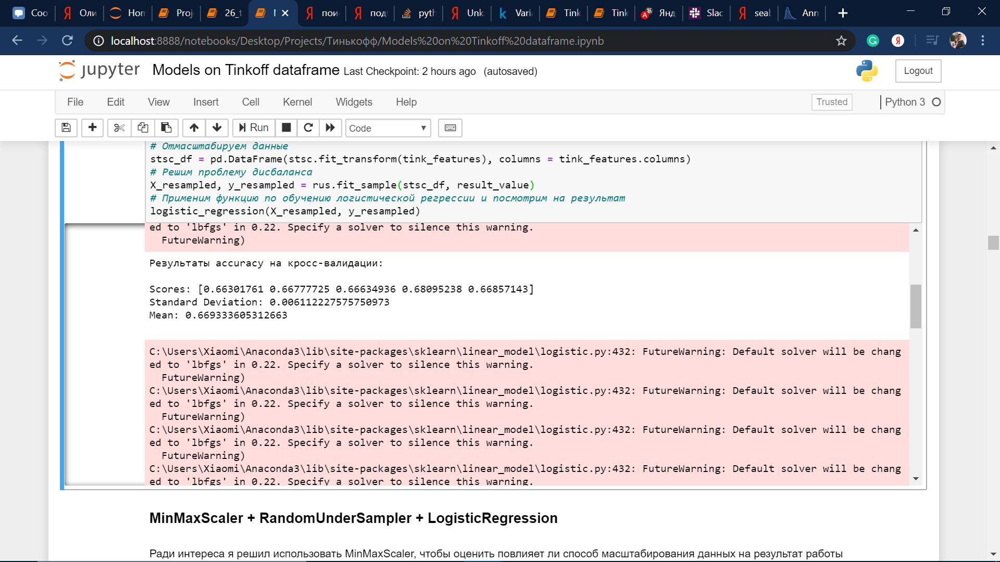 Coo
Оли
Hon
Proj
26_t
поис
под
pyth
Unk
Varia
Tink
Tink
Янд
Slac
seab
Ann
localhost:8888/notebooks/Desktop/Projects/Тинькофф/Models%20on%20Tinkoff%20dataframe.ipynb
jupyter Models on Tinkoff dataframe Last Checkpoint: 2 hours ago (autosaved)
Logout
File Edit View Insert Cell Kernel Widgets Help
Trusted
Python 3
Run
Code
# Отмасштабируем данные
stsc_df = pd.DataFrame(stsc.fit_transform(tink_features), columns = tink_features.columns)
# Решим проблему дисбаланса
X_resampled, y_resampled = rus.fit_sample(stsc_df, result_value)
# Применим функцию по обучению логистической регрессии и посмотрим на результат
logistic_regression(X_resampled, y_resampled)
ed to 'lbfgs' in 0.22. Specify a solver to silence this warning.
FutureWarning)
Результаты accuracy на кросс-валидации:
Scores: [0.66301761 0.66777725 0.66634936 0.68095238 0.66857143]
Standard Deviation: 0.006112227575750973
Mean: 0.669333605312663
C:\Users\Xiaomi\Anaconda3\lib\site-packages\sklearn\linear_model\logistic.py:432: FutureWarning: Default solver will be chang
ed to 'lbfgs' in 0.22. Specify a solver to silence this warning.
FutureWarning)
C:\Users\Xiaomi\Anaconda3\lib\site-packages\sklearn\linear_model\logistic.py:432: FutureWarning: Default solver will be chang
ed to 'lbfgs' in 0.22. Specify a solver to silence this warning.
FutureWarning)
C:\Users\Xiaomi\Anaconda3\lib\site-packages\sklearn\linear_model\logistic.py:432: FutureWarning: Default solver will be chang
ed to 'lbfgs' in 0.22. Specify a solver to silence this warning.
FutureWarning)
C:\Users\Xiaomi\Anaconda3\lib\site-packages\sklearn\linear_model\logistic.py:432: FutureWarning: Default solver will be chang
ed to 'lbfgs' in 0.22. Specify a solver to silence this warning.
MinMaxScaler + RandomUnderSampler + LogisticRegression
Ради интереса я решил использовать MinMaxScaler, чтобы оценить повлияет ли способ масштабирования данных на результат работы